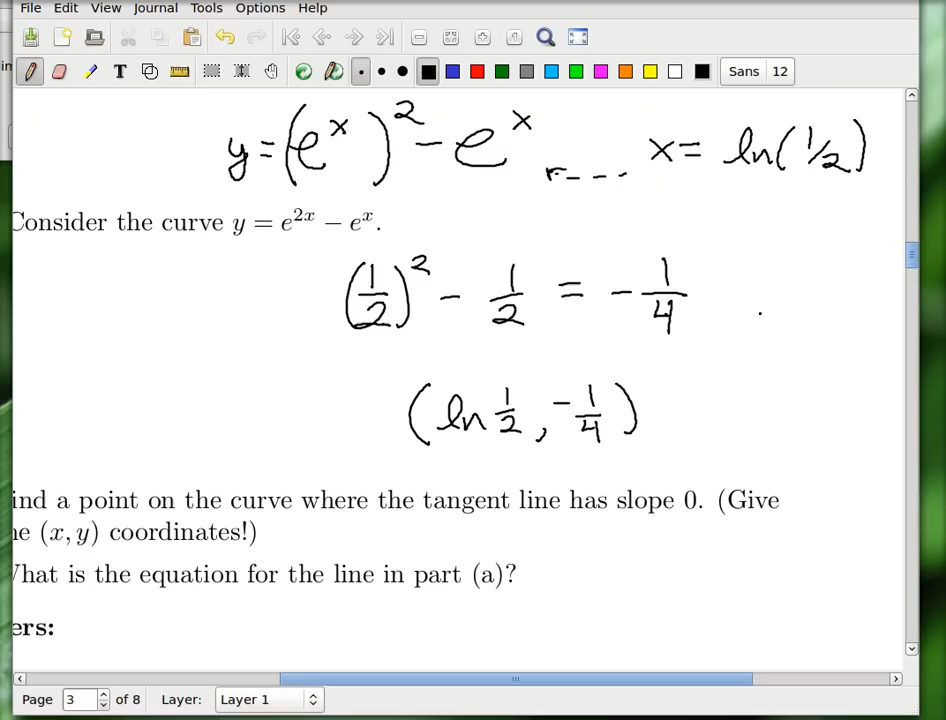 File Edit View Journal Tools Options Help
T Sans 12
y = (e^x)^2 - e^x x = ln(1/2)
Consider the curve y = e^{2x} − e^x.
(1/2)^2 - 1/2 = -1/4
(ln 1/2, -1/4)
ind a point on the curve where the tangent line has slope 0. (Give
he (x, y) coordinates!)
What is the equation for the line in part (a)?
ers:
Page 3 of 8 Layer: Layer 1